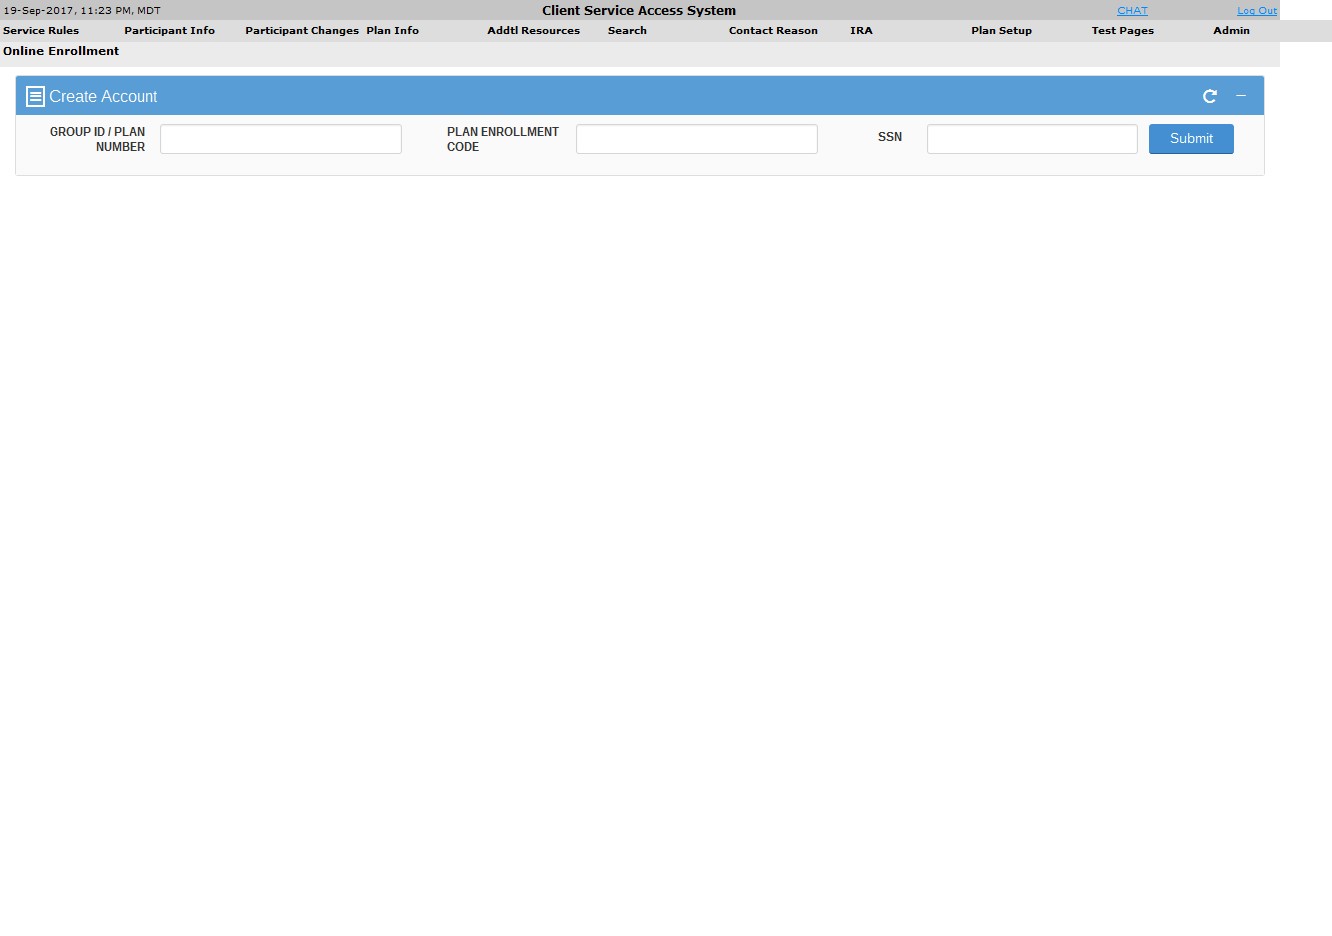 19-Sep-2017, 11:23 PM, MDT Client Service Access System CHAT Log Out
Service Rules Participant Info Participant Changes Plan Info Addtl Resources Search Contact Reason IRA Plan Setup Test Pages Admin
Online Enrollment
Create Account
GROUP ID / PLAN NUMBER
PLAN ENROLLMENT CODE
SSN
Submit